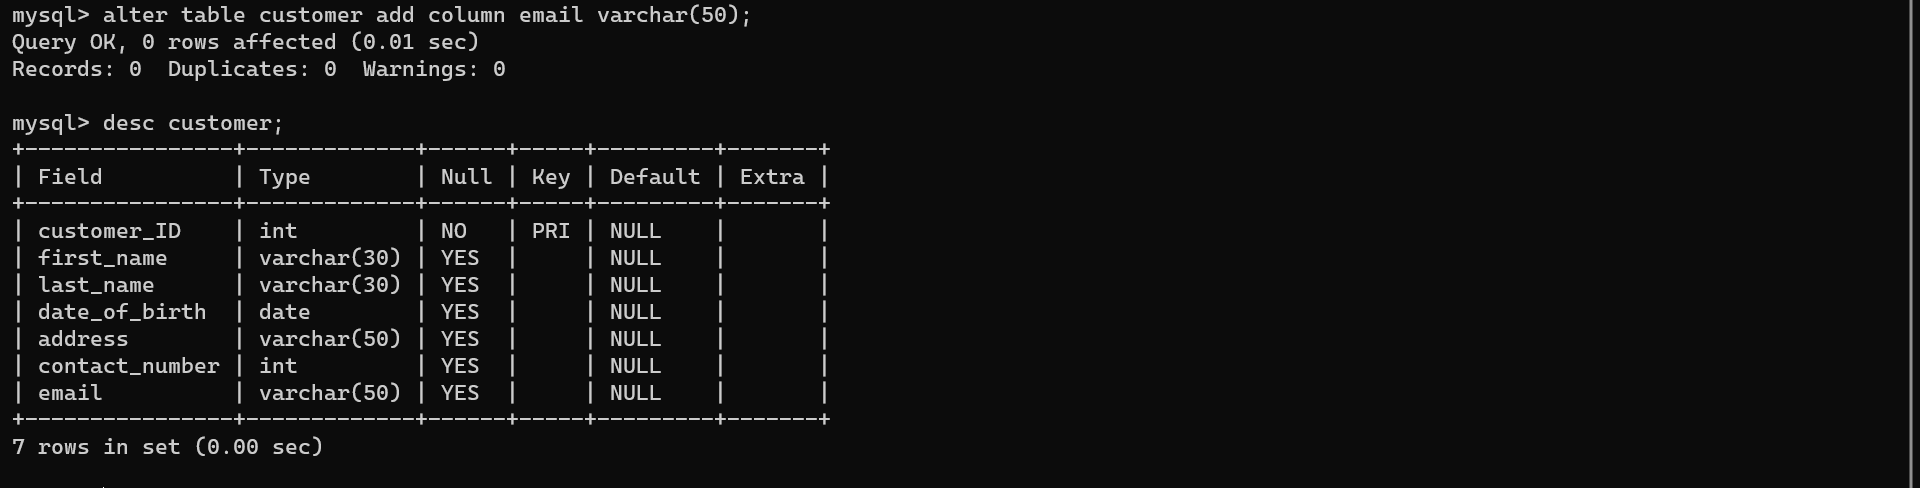 mysql> alter table customer add column email varchar(50);
Query OK, 0 rows affected (0.01 sec)
Records: 0  Duplicates: 0  Warnings: 0

mysql> desc customer;
+----------------+-------------+------+-----+---------+-------+
| Field          | Type        | Null | Key | Default | Extra |
+----------------+-------------+------+-----+---------+-------+
| customer_ID    | int         | NO   | PRI | NULL    |       |
| first_name     | varchar(30) | YES  |     | NULL    |       |
| last_name      | varchar(30) | YES  |     | NULL    |       |
| date_of_birth  | date        | YES  |     | NULL    |       |
| address        | varchar(50) | YES  |     | NULL    |       |
| contact_number | int         | YES  |     | NULL    |       |
| email          | varchar(50) | YES  |     | NULL    |       |
+----------------+-------------+------+-----+---------+-------+
7 rows in set (0.00 sec)